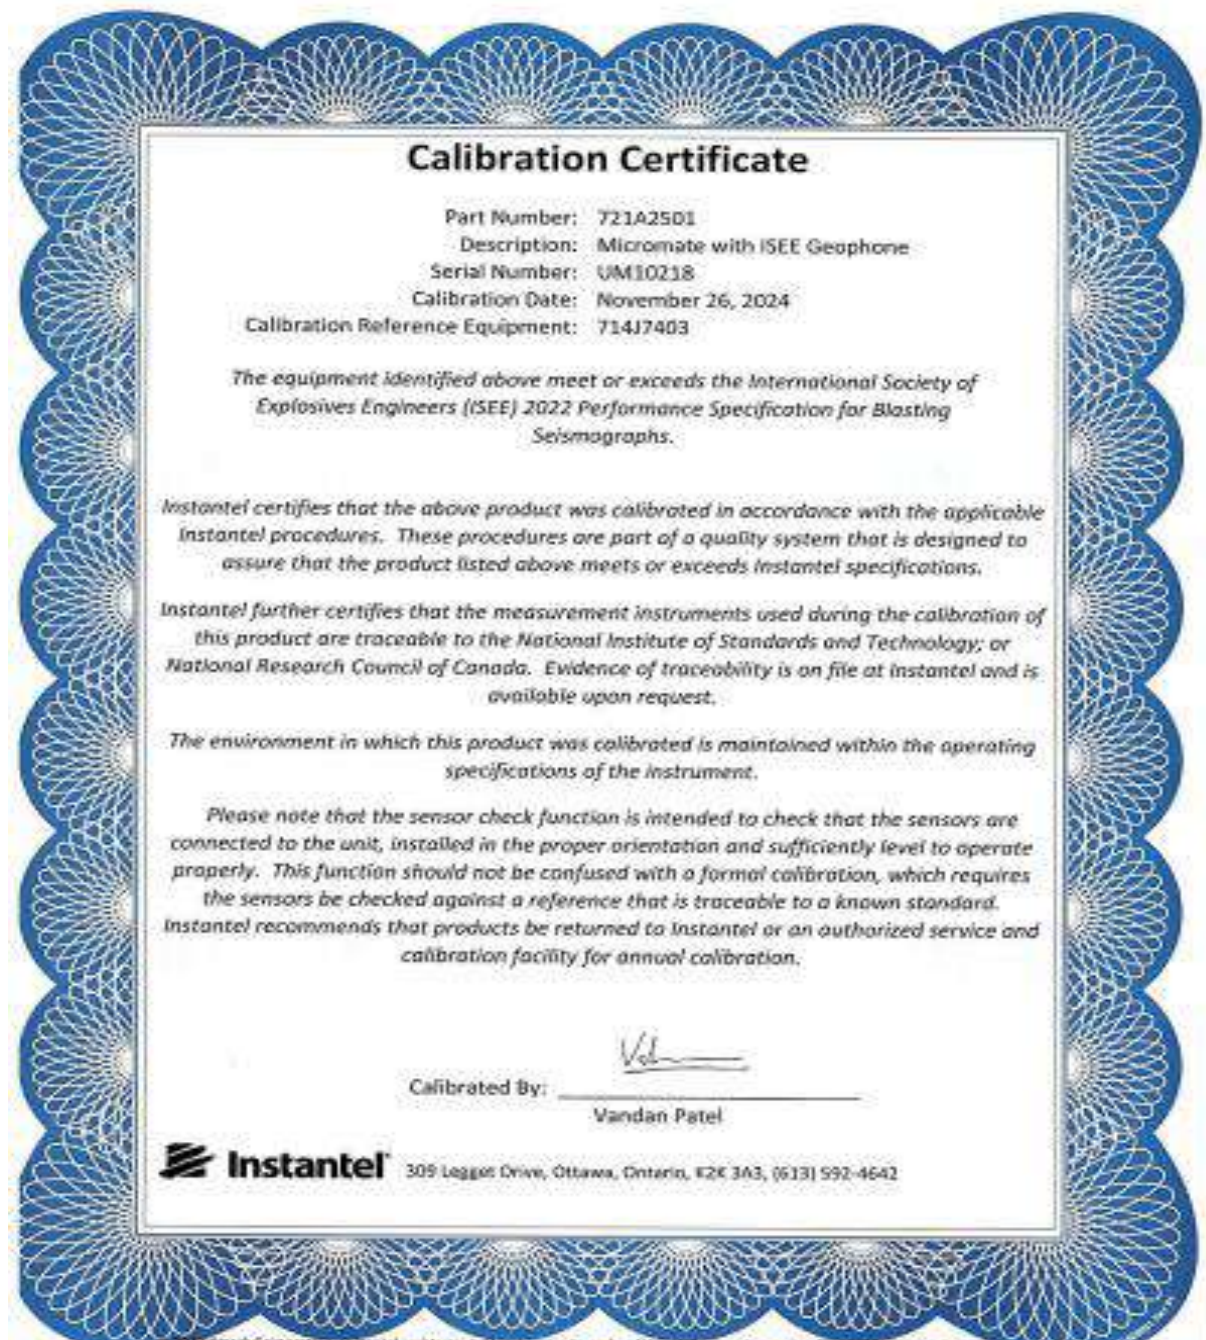 Calibration Certificate
Part Number: 721A2501
Description: Micromate with ISEE Geophone
Serial Number: UM10218
Calibration Date: November 26, 2024
Calibration Reference Equipment: 714J7403
The equipment identified above meet or exceeds the International Society of
Explosives Engineers (ISEE) 2022 Performance Specification for Blasting
Seismographs.
Instantel certifies that the above product was calibrated in accordance with the applicable
Instantel procedures. These procedures are part of a quality system that is designed to
assure that the product listed above meets or exceeds Instantel specifications.
Instantel further certifies that the measurement instruments used during the calibration of
this product are traceable to the National Institute of Standards and Technology; or
National Research Council of Canada. Evidence of traceability is on file at Instantel and is
available upon request.
The environment in which this product was calibrated is maintained within the operating
specifications of the instrument.
Please note that the sensor check function is intended to check that the sensors are
connected to the unit, installed in the proper orientation and sufficiently level to operate
properly. This function should not be confused with a formal calibration, which requires
the sensors be checked against a reference that is traceable to a known standard.
Instantel recommends that products be returned to Instantel or an authorized service and
calibration facility for annual calibration.
Calibrated By:
Vandan Patel
Instantel 309 Legget Drive, Ottawa, Ontario, K2K 3A3, (613) 592-4642